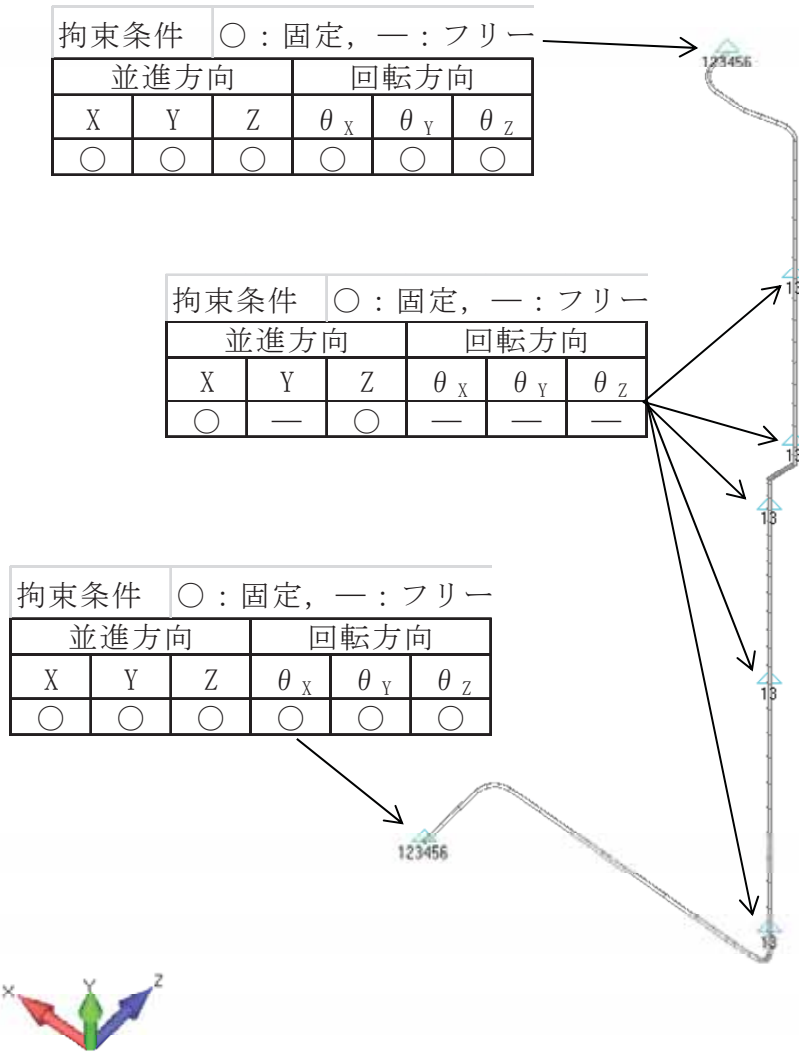 拘束条件 ○：固定，―：フリー
並進方向 回転方向
X Y Z θX θY θZ
○ ○ ○ ○ ○ ○
123456
拘束条件 ○：固定，―：フリー
並進方向 回転方向
X Y Z θX θY θZ
○ ― ○ ― ― ―
13
13
13
13
13
拘束条件 ○：固定，―：フリー
並進方向 回転方向
X Y Z θX θY θZ
○ ○ ○ ○ ○ ○
123456
X Y Z